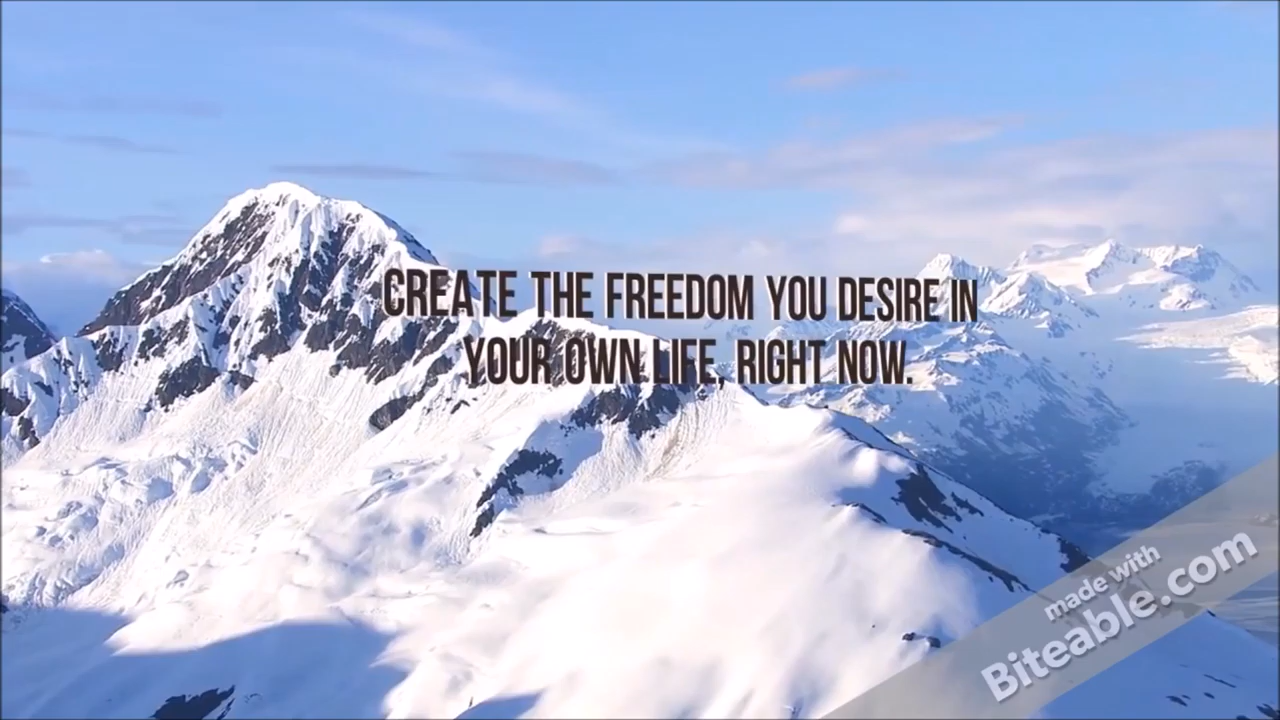 CREATE THE FREEDOM YOU DESIRE IN
YOUR OWN LIFE, RIGHT NOW.
made with
Biteable.com